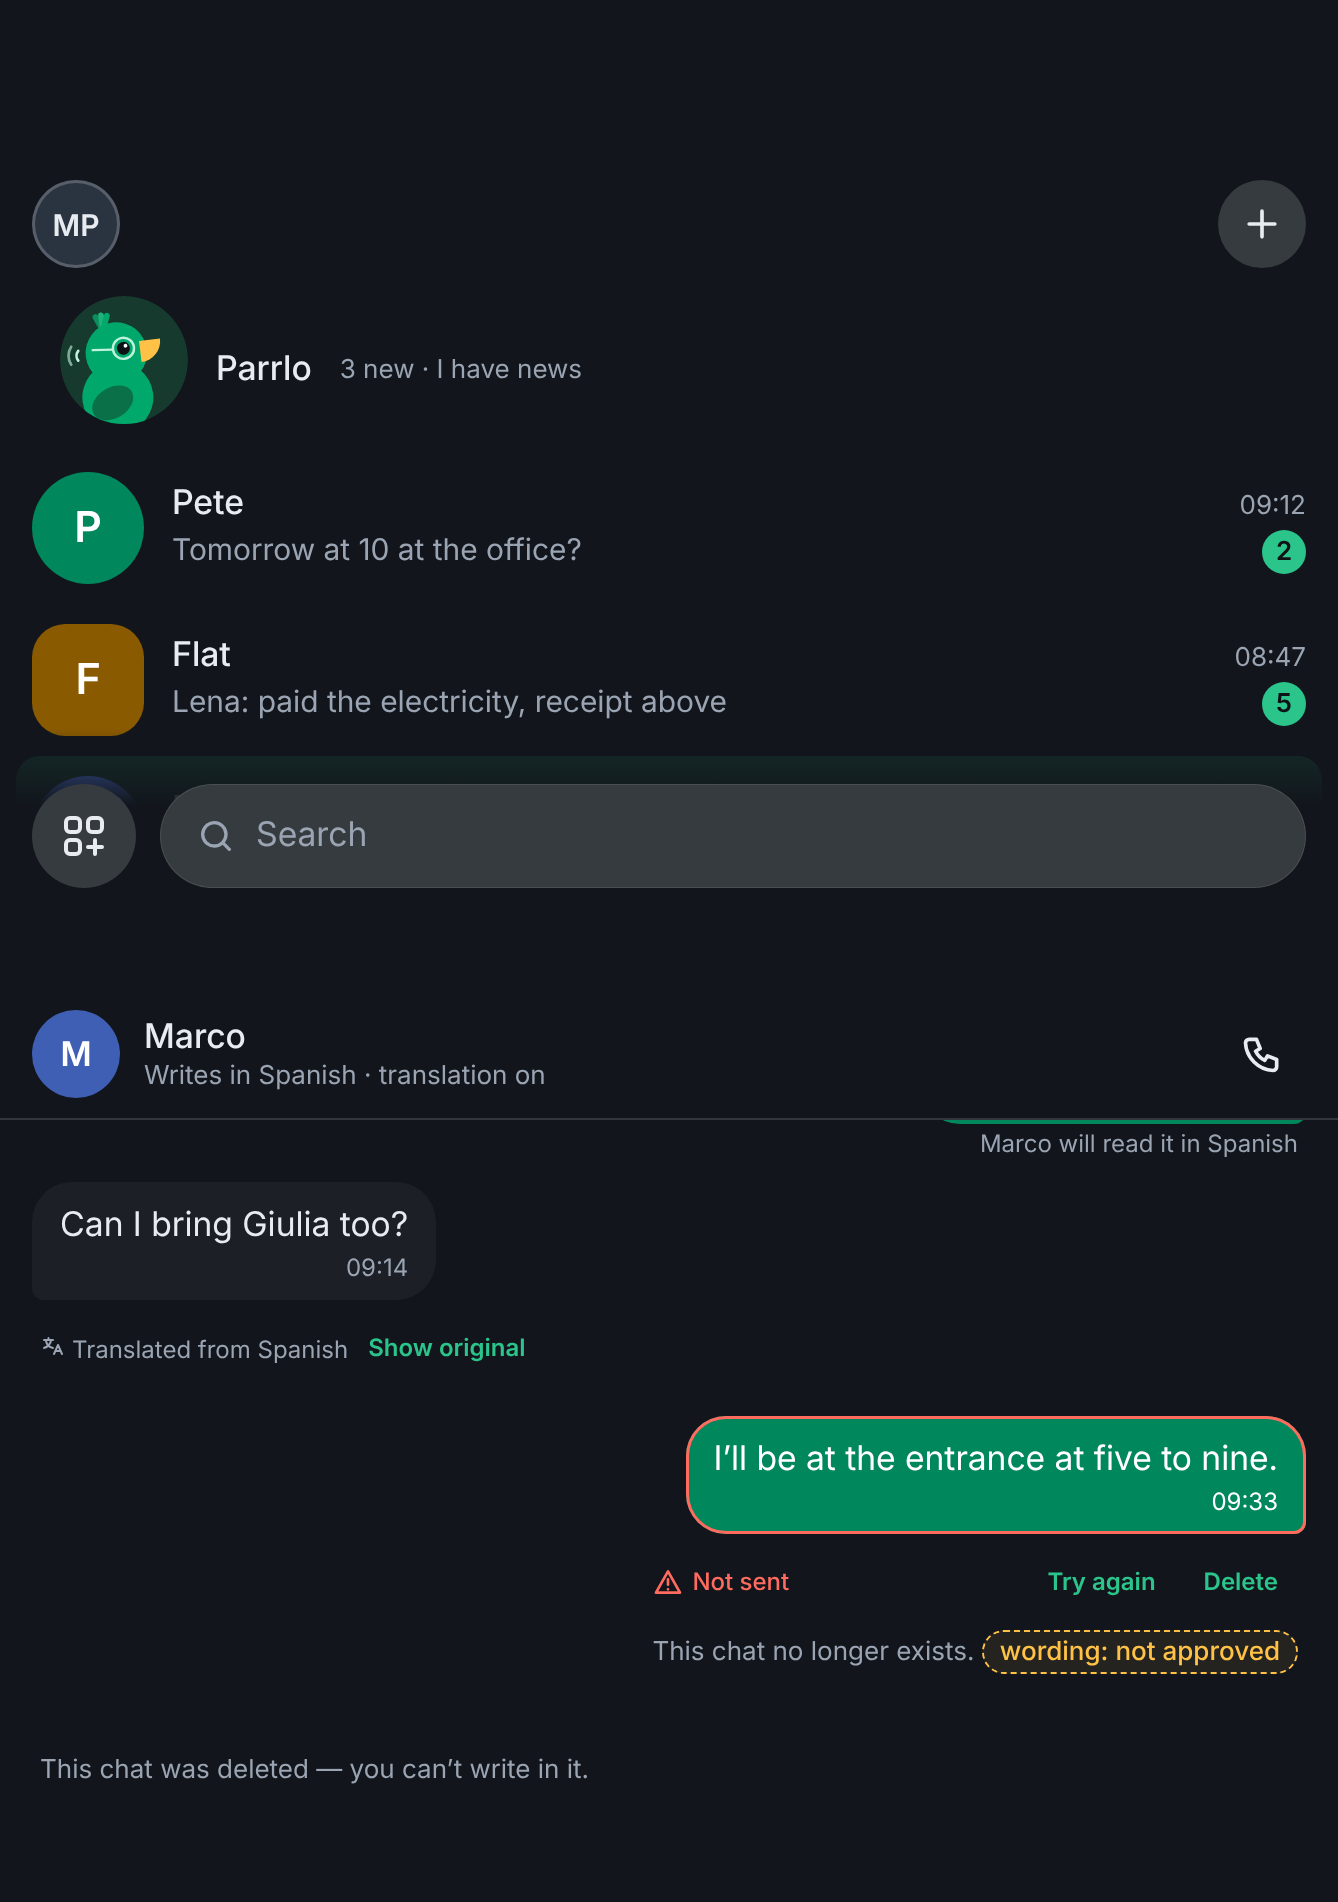 MP
Parrlo 3 new · I have news
P
Pete
09:12
Tomorrow at 10 at the office?
2
F
Flat
08:47
Lena: paid the electricity, receipt above
5
Search
M
Marco
Writes in Spanish · translation on
Marco will read it in Spanish
Can I bring Giulia too?
09:14
Translated from Spanish Show original
I’ll be at the entrance at five to nine.
09:33
Not sent Try again Delete
This chat no longer exists. wording: not approved
This chat was deleted — you can’t write in it.